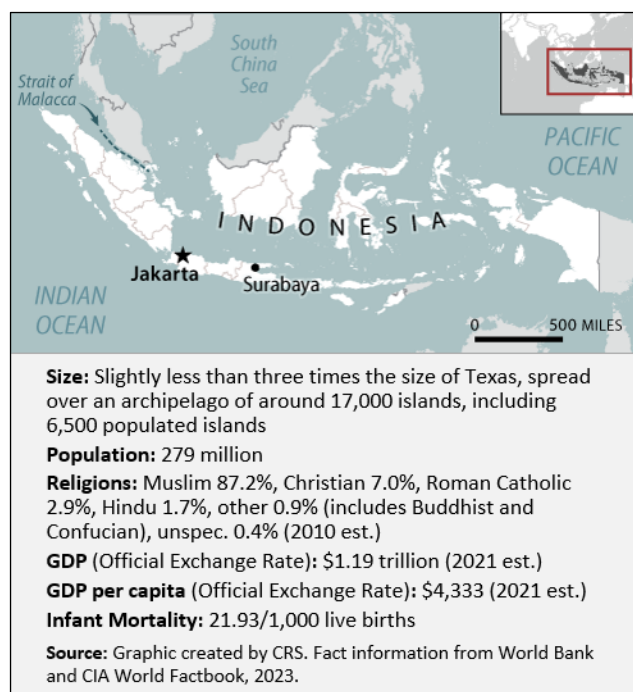 South
China
Sea
Strait of
Malacca
PACIFIC
OCEAN
INDONESIA
Jakarta
Surabaya
INDIAN
OCEAN
0 500 MILES
Size: Slightly less than three times the size of Texas, spread
over an archipelago of around 17,000 islands, including
6,500 populated islands
Population: 279 million
Religions: Muslim 87.2%, Christian 7.0%, Roman Catholic
2.9%, Hindu 1.7%, other 0.9% (includes Buddhist and
Confucian), unspec. 0.4% (2010 est.)
GDP (Official Exchange Rate): $1.19 trillion (2021 est.)
GDP per capita (Official Exchange Rate): $4,333 (2021 est.)
Infant Mortality: 21.93/1,000 live births
Source: Graphic created by CRS. Fact information from World Bank
and CIA World Factbook, 2023.